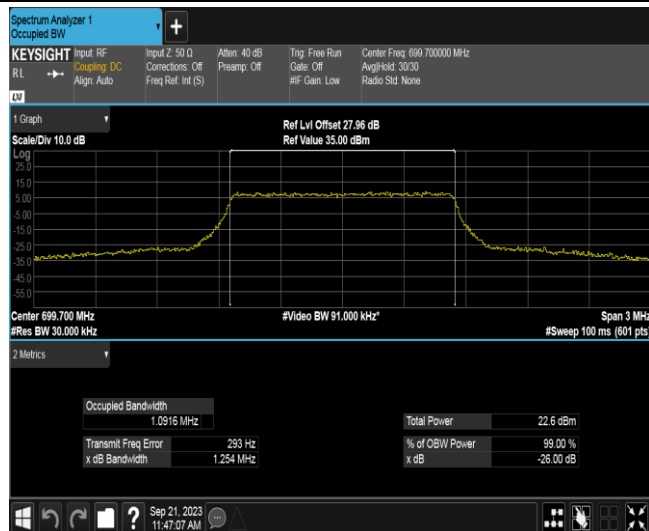 Spectrum Analyzer 1
Occupied BW
+
KEYSIGHT
RL
Input: RF
Coupling: DC
Align: Auto
Input Z: 50 Ω
Corrections: Off
Freq Ref: Int (S)
Atten: 40 dB
Preamp: Off
Trig: Free Run
Gate: Off
#IF Gain: Low
Center Freq: 699.700000 MHz
Avg|Hold: 30/30
Radio Std: None
1 Graph
Scale/Div 10.0 dB
Ref Lvl Offset 27.96 dB
Ref Value 35.00 dBm
Log
25.0
15.0
5.00
-5.00
-15.0
-25.0
-35.0
-45.0
-55.0
Center 699.700 MHz
#Res BW 30.000 kHz
#Video BW 91.000 kHz*
Span 3 MHz
#Sweep 100 ms (601 pts)
2 Metrics
Occupied Bandwidth
1.0916 MHz
Transmit Freq Error 293 Hz
x dB Bandwidth 1.254 MHz
Total Power 22.6 dBm
% of OBW Power 99.00 %
x dB -26.00 dB
?
Sep 21, 2023
11:47:07 AM